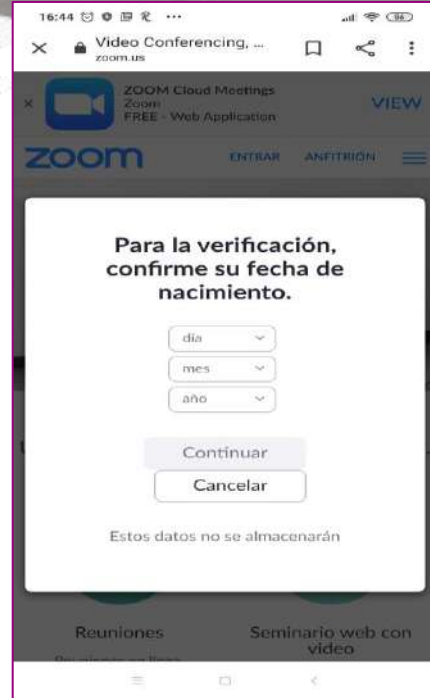 16:44
86
Video Conferencing, ...
zoom.us
ZOOM Cloud Meetings
Zoom
FREE - Web Application
VIEW
zoom
ENTRAR
ANFITRIÓN
Para la verificación,
confirme su fecha de
nacimiento.
día
mes
año
Continuar
Cancelar
Estos datos no se almacenarán
Reuniones
Seminario web con
video